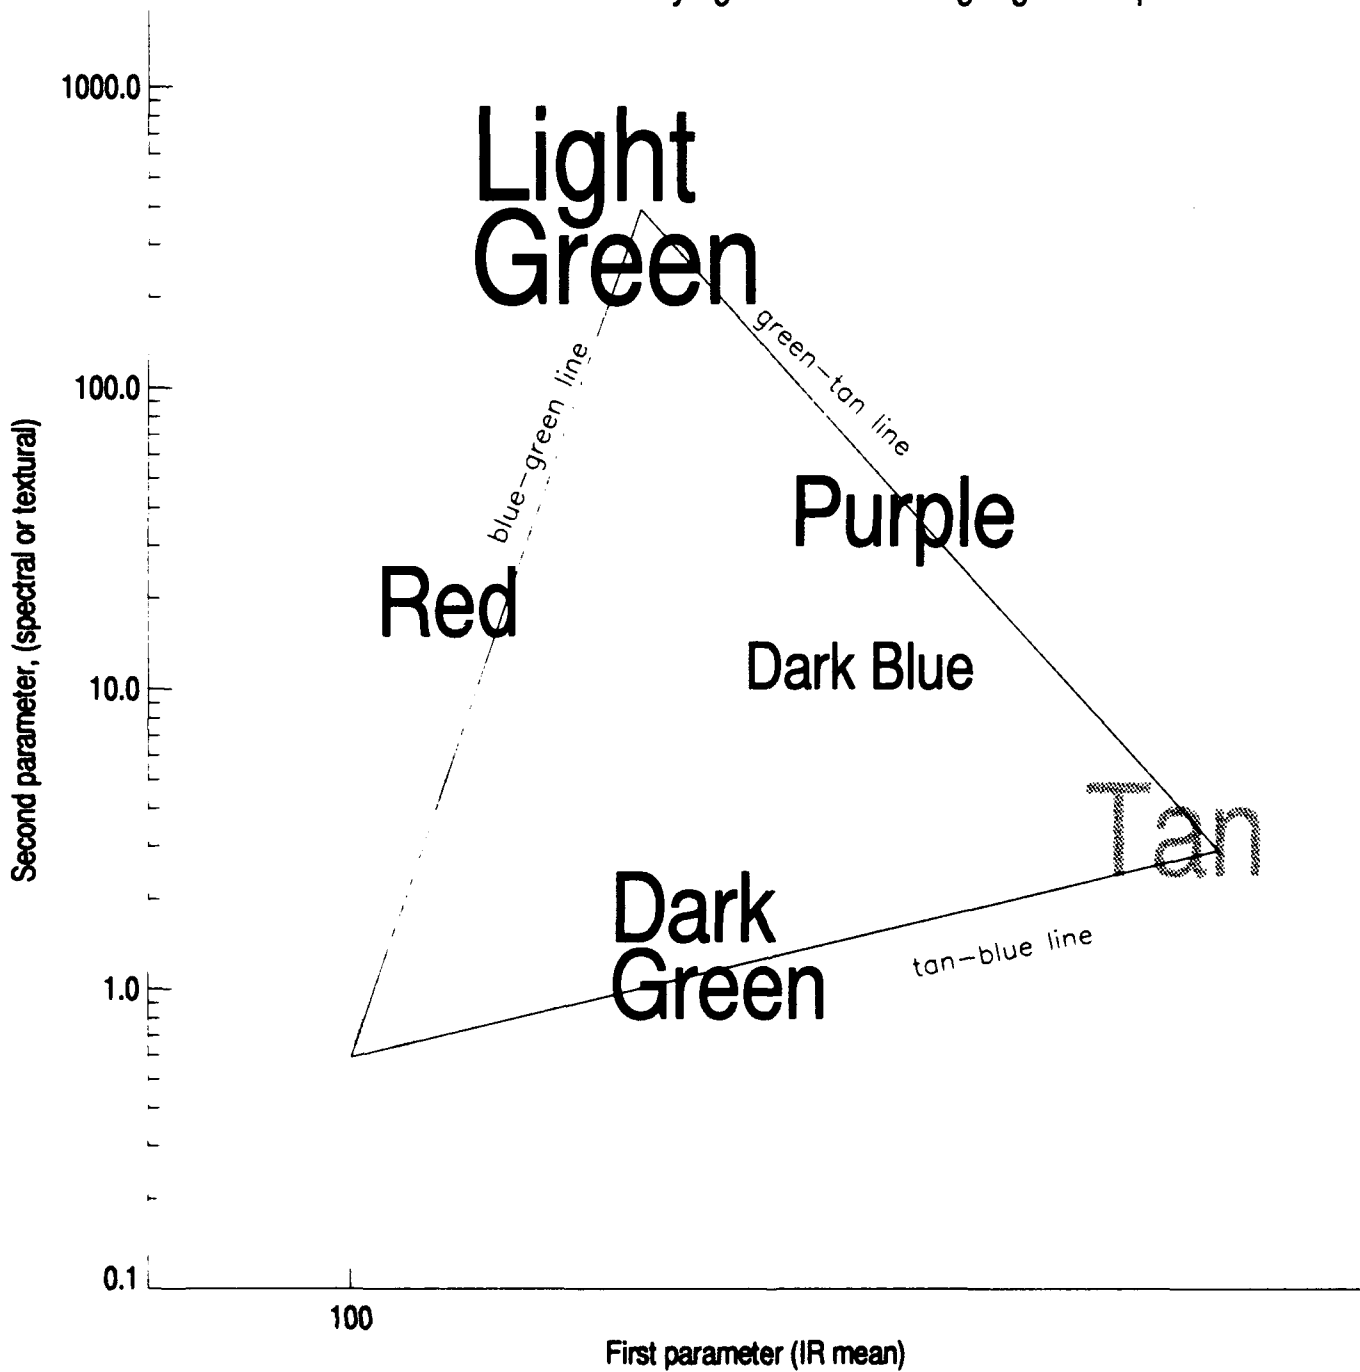 1000.0
Light
Green
green-tan line
100.0
blue-green line
Second parameter, (spectral or textural)
Purple
Red
Dark Blue
10.0
Tan
Dark
Green
tan-blue line
1.0
0.1
100
First parameter (IR mean)